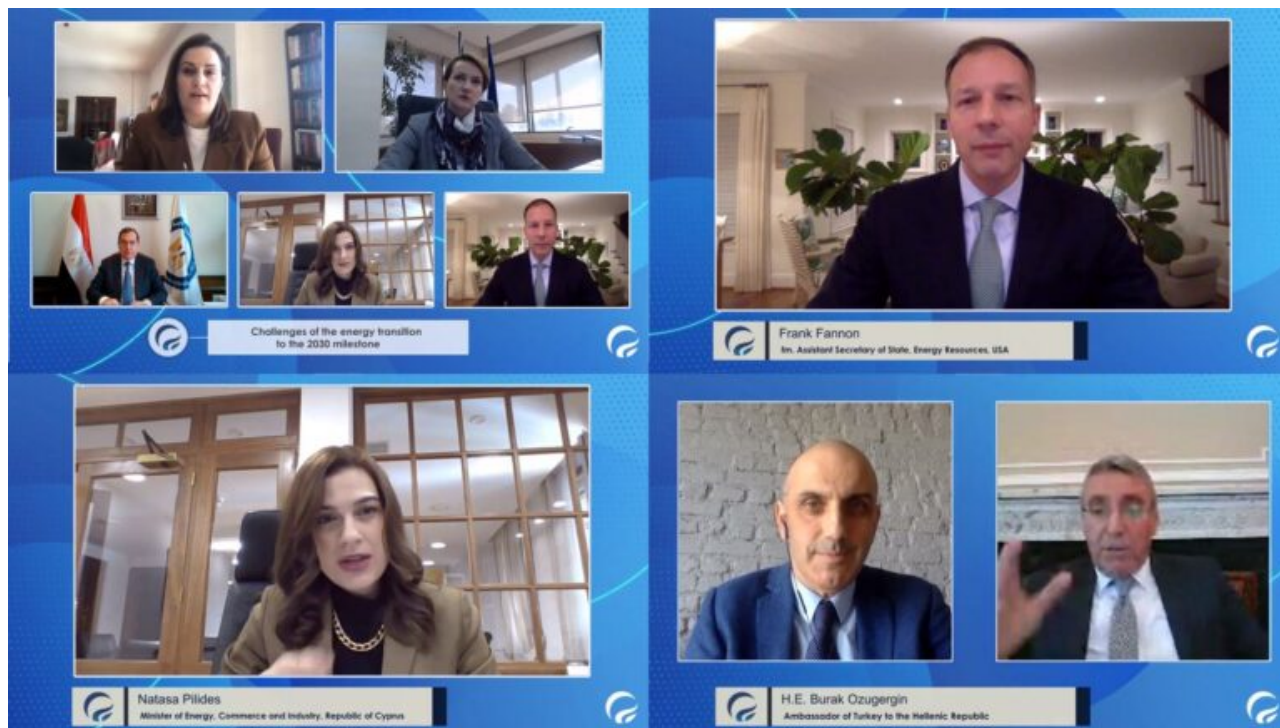 Challenges of the energy transition
to the 2030 milestone
Frank Fannon
fm. Assistant Secretary of State, Energy Resources, USA
Natasa Pilides
Minister of Energy, Commerce and Industry, Republic of Cyprus
H.E. Burak Ozugergin
Ambassador of Turkey to the Hellenic Republic